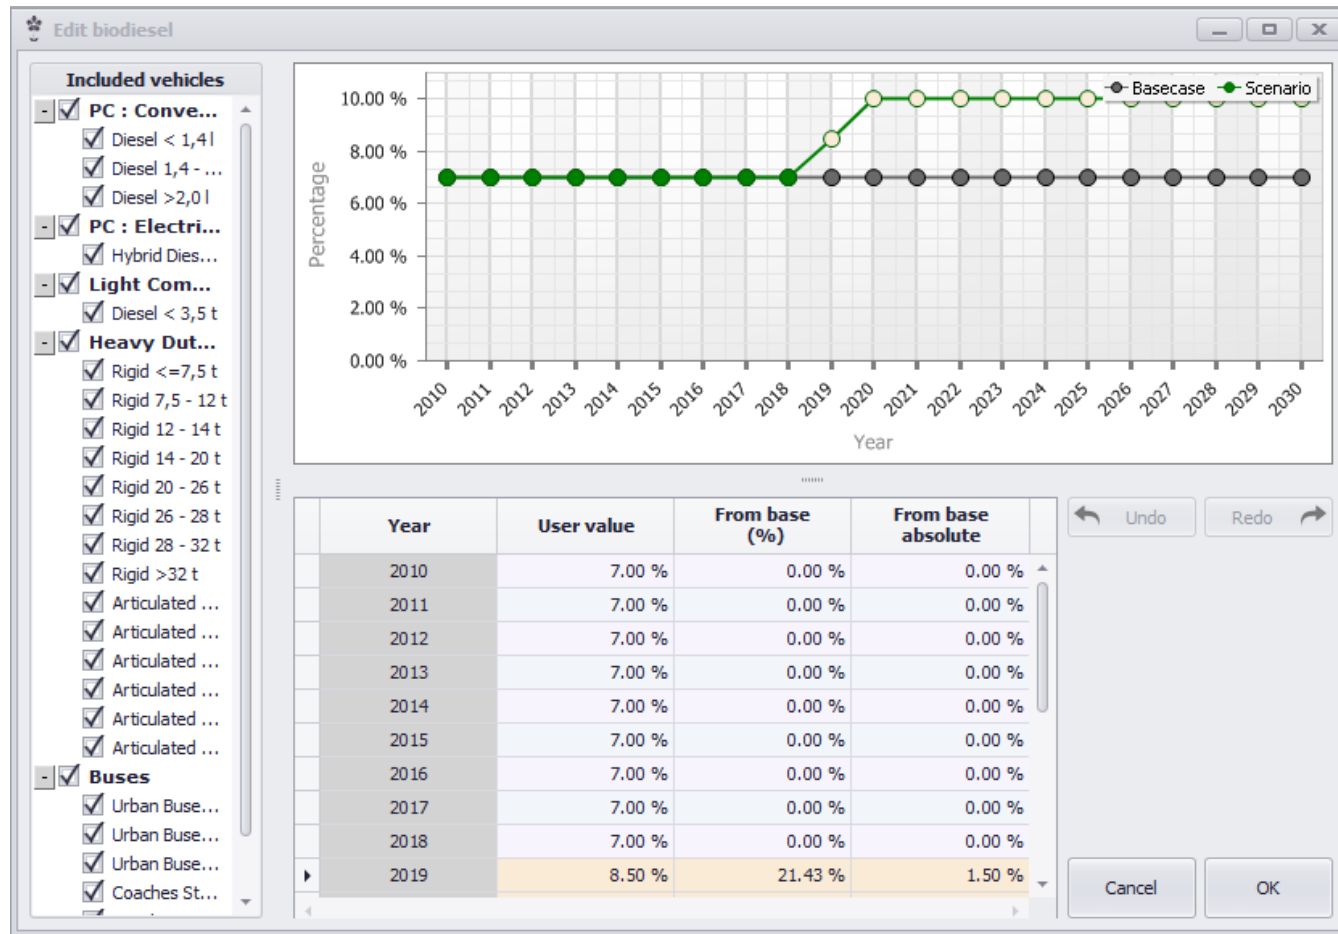 Edit biodiesel
Included vehicles
PC : Conve...
Diesel < 1,4 l
Diesel 1,4 - ...
Diesel >2,0 l
PC : Electri...
Hybrid Dies...
Light Com...
Diesel < 3,5 t
Heavy Dut...
Rigid <=7,5 t
Rigid 7,5 - 12 t
Rigid 12 - 14 t
Rigid 14 - 20 t
Rigid 20 - 26 t
Rigid 26 - 28 t
Rigid 28 - 32 t
Rigid >32 t
Articulated ...
Articulated ...
Articulated ...
Articulated ...
Articulated ...
Articulated ...
Buses
Urban Buse...
Urban Buse...
Urban Buse...
Coaches St...
Basecase Scenario
Percentage
10.00 %
8.00 %
6.00 %
4.00 %
2.00 %
0.00 %
2010 2011 2012 2013 2014 2015 2016 2017 2018 2019 2020 2021 2022 2023 2024 2025 2026 2027 2028 2029 2030
Year
Year User value From base (%) From base absolute
2010 7.00 % 0.00 % 0.00 %
2011 7.00 % 0.00 % 0.00 %
2012 7.00 % 0.00 % 0.00 %
2013 7.00 % 0.00 % 0.00 %
2014 7.00 % 0.00 % 0.00 %
2015 7.00 % 0.00 % 0.00 %
2016 7.00 % 0.00 % 0.00 %
2017 7.00 % 0.00 % 0.00 %
2018 7.00 % 0.00 % 0.00 %
2019 8.50 % 21.43 % 1.50 %
Undo Redo
Cancel OK